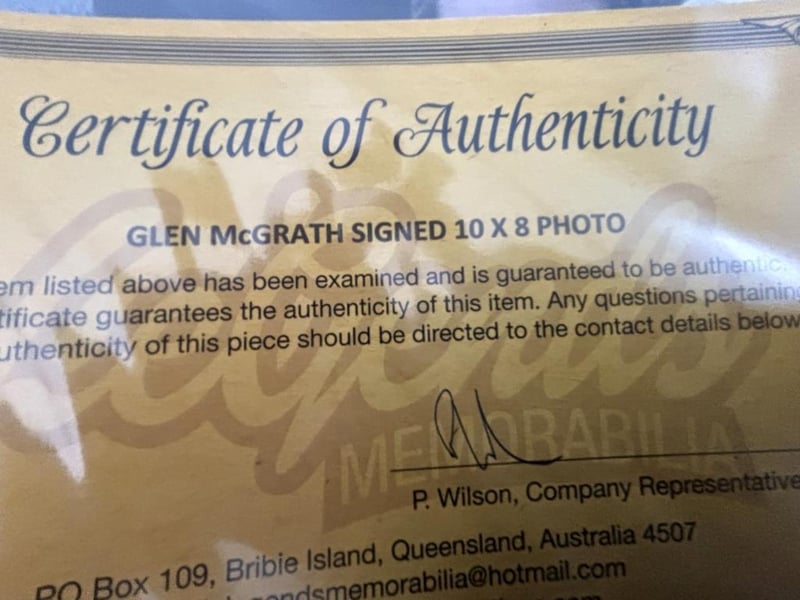 Certificate of Authenticity
GLEN McGRATH SIGNED 10 X 8 PHOTO
em listed above has been examined and is guaranteed to be authentic.
tificate guarantees the authenticity of this item. Any questions pertaining
uthenticity of this piece should be directed to the contact details below
Legends
MEMORABILIA
P. Wilson, Company Representative
PO Box 109, Bribie Island, Queensland, Australia 4507
endsmemorabilia@hotmail.com